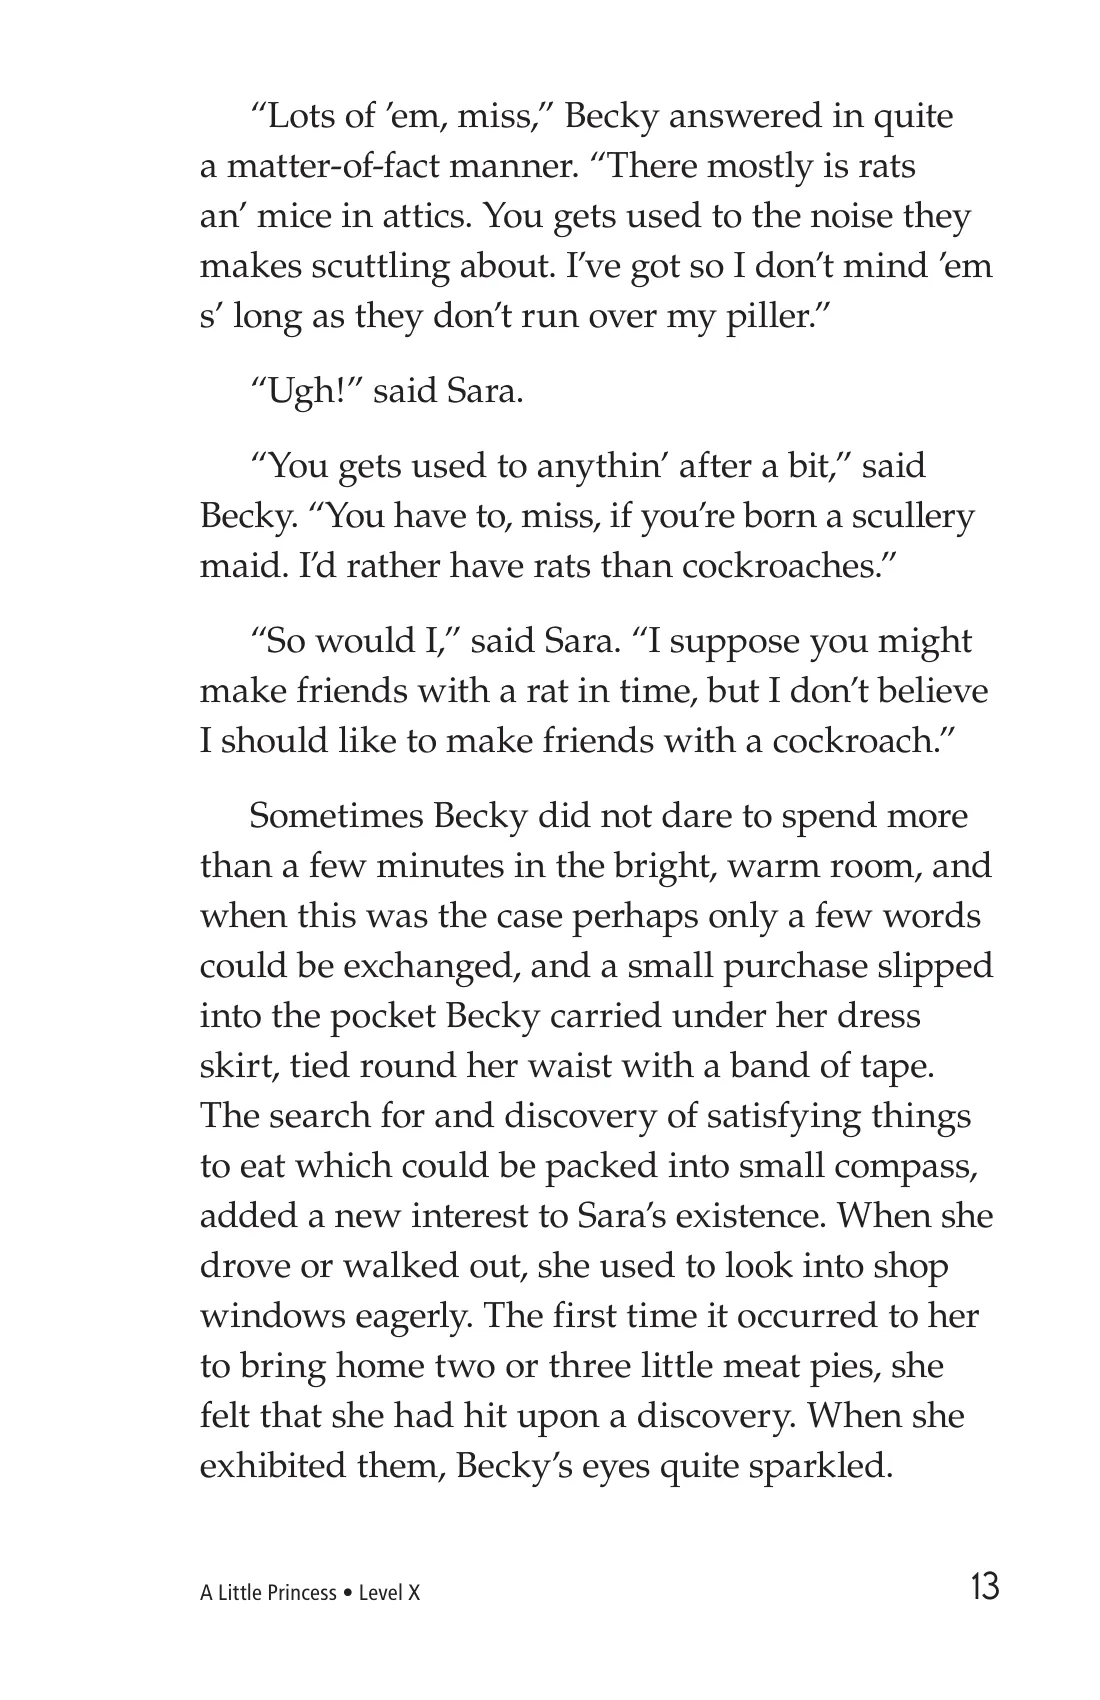 “Lots of ’em, miss,” Becky answered in quite
a matter-of-fact manner. “There mostly is rats
an’ mice in attics. You gets used to the noise they
makes scuttling about. I’ve got so I don’t mind ’em
s’ long as they don’t run over my piller.”
“Ugh!” said Sara.
“You gets used to anythin’ after a bit,” said
Becky. “You have to, miss, if you’re born a scullery
maid. I’d rather have rats than cockroaches.”
“So would I,” said Sara. “I suppose you might
make friends with a rat in time, but I don’t believe
I should like to make friends with a cockroach.”
Sometimes Becky did not dare to spend more
than a few minutes in the bright, warm room, and
when this was the case perhaps only a few words
could be exchanged, and a small purchase slipped
into the pocket Becky carried under her dress
skirt, tied round her waist with a band of tape.
The search for and discovery of satisfying things
to eat which could be packed into small compass,
added a new interest to Sara’s existence. When she
drove or walked out, she used to look into shop
windows eagerly. The first time it occurred to her
to bring home two or three little meat pies, she
felt that she had hit upon a discovery. When she
exhibited them, Becky’s eyes quite sparkled.
A Little Princess • Level X
13